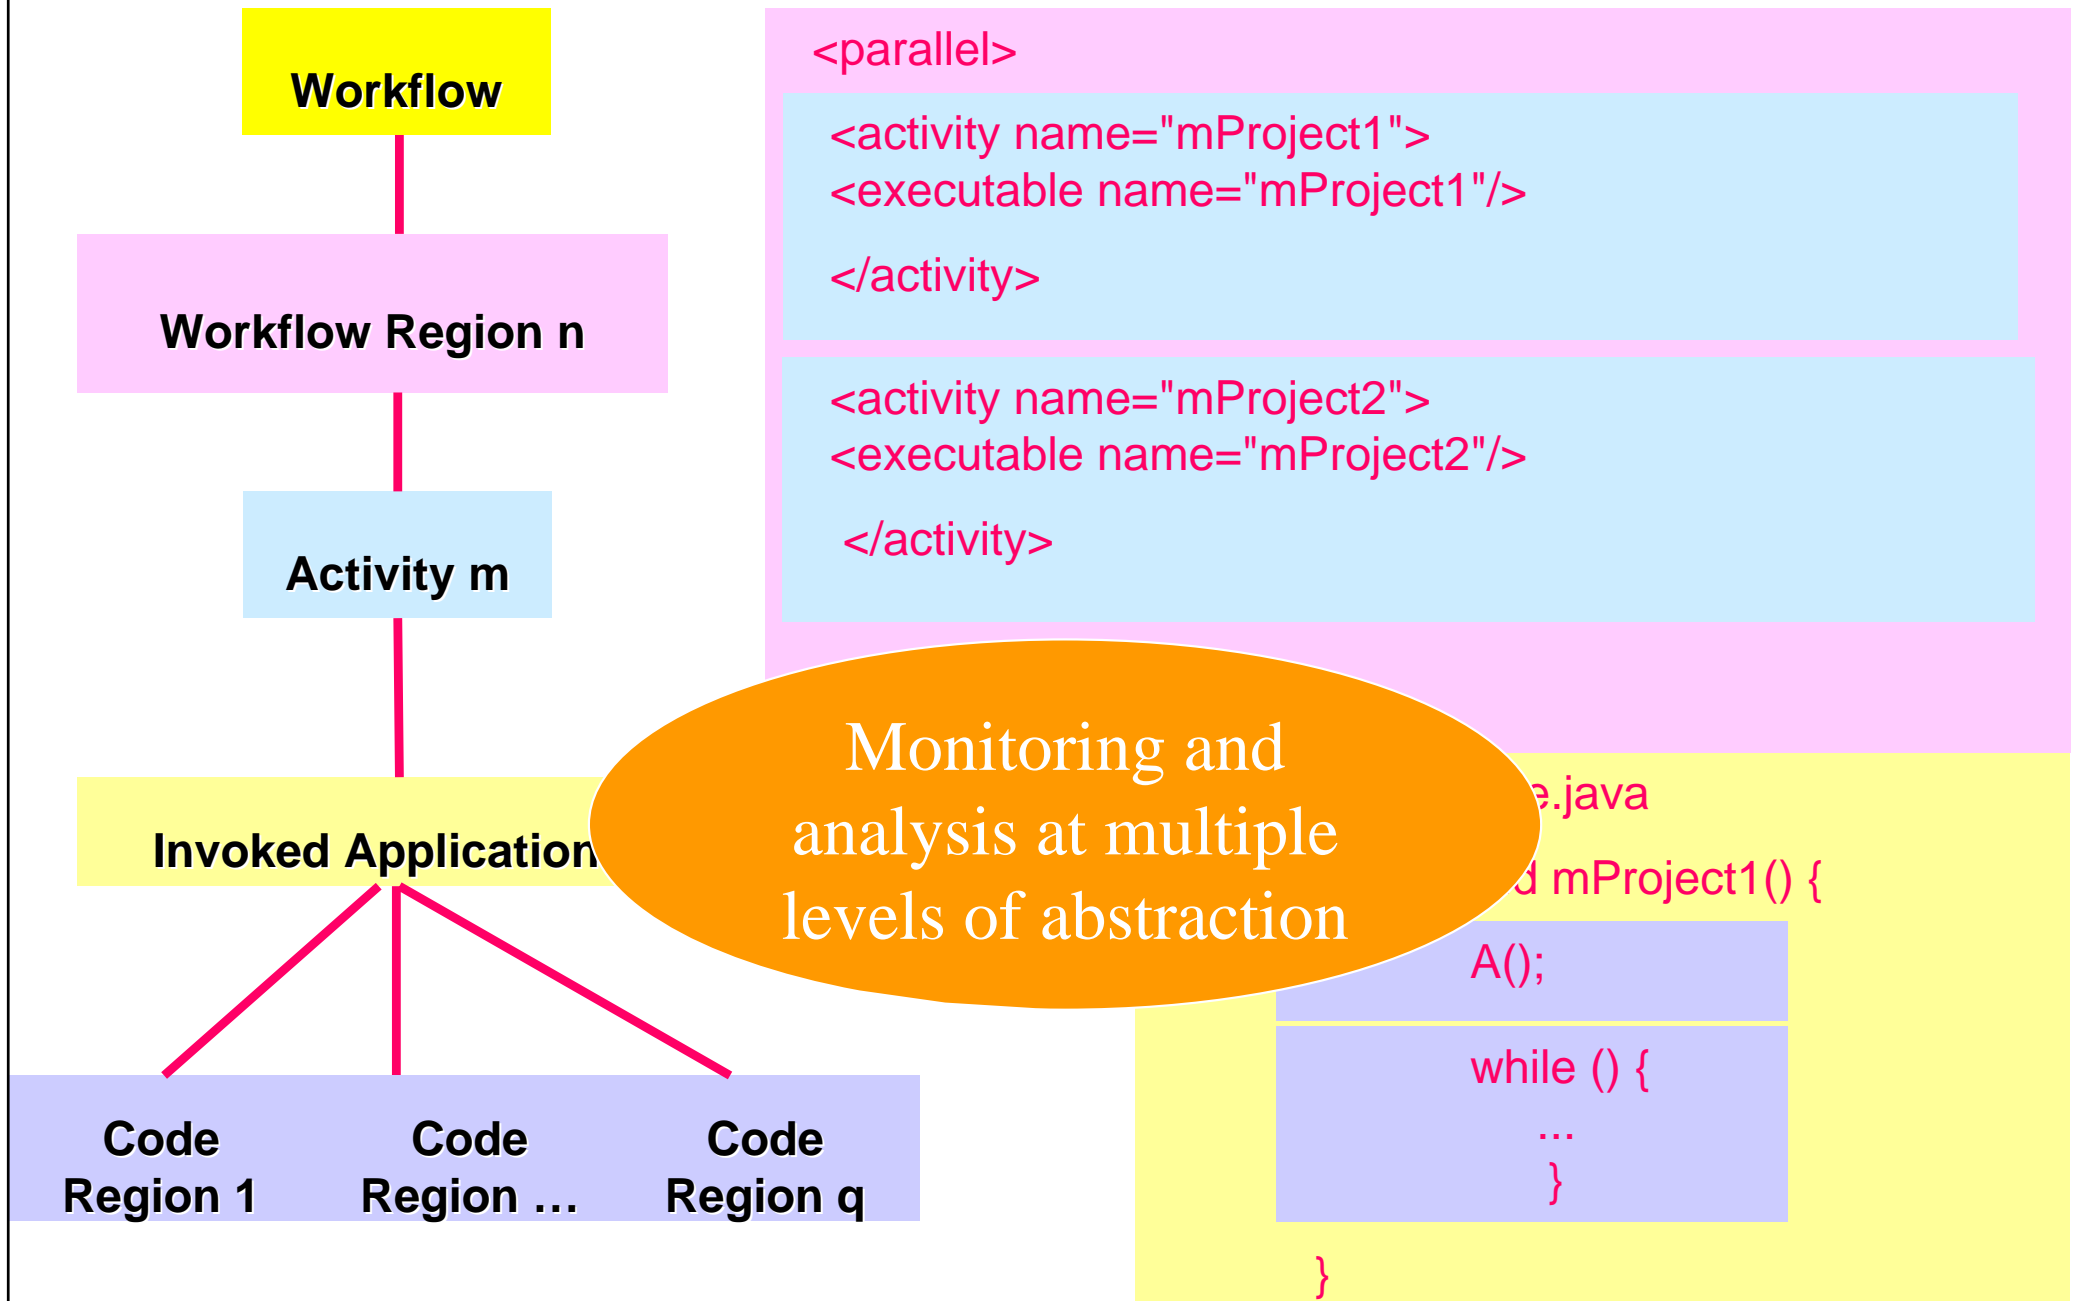 Workflow
Workflow Region n
Activity m
Invoked Application
Code
Region 1
Code
Region …
Code
Region q
<parallel>
<activity name="mProject1">
<executable name="mProject1"/>
</activity>
<activity name="mProject2">
<executable name="mProject2"/>
</activity>
Monitoring and
analysis at multiple
levels of abstraction
.java
mProject1() {
A();
while () {
...
}
}